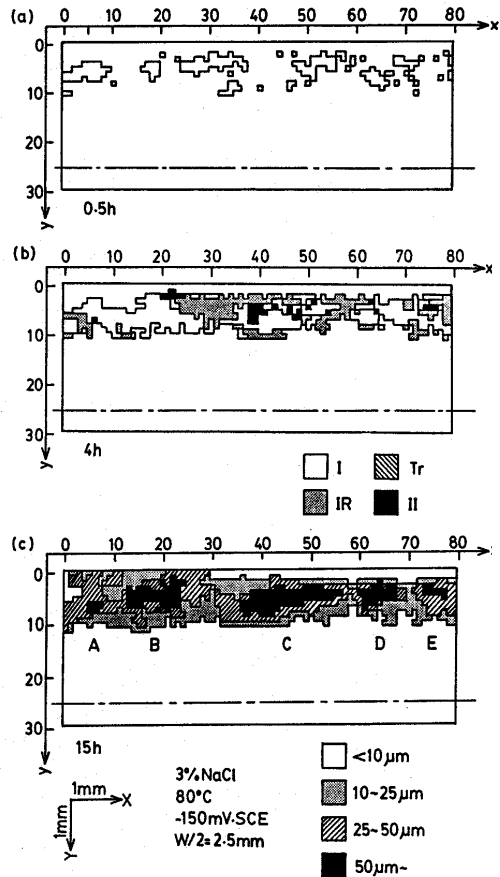 (a)
0 10 20 30 40 50 60 70 80 x
0
10
20
30
y
0·5h
(b)
0 10 20 30 40 50 60 70 80 x
0
10
20
30
y
4h
I Tr
IR II
(c)
0 10 20 30 40 50 60 70 80
0
10
20
30
y
A B C D E
15h
1mm X
1mm Y
3% NaCl
80°C
-150mV·SCE
W/2=2·5mm
<10μm
10~25μm
25~50μm
50μm~